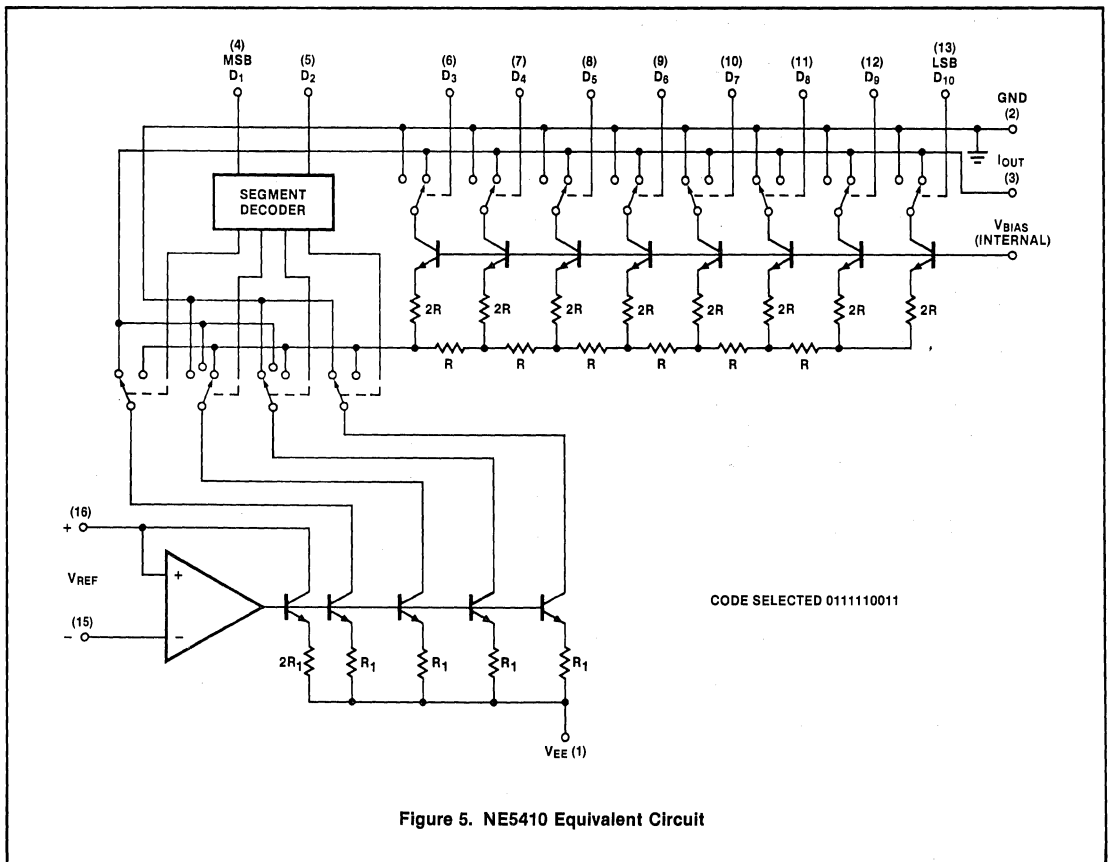 (4) (5) (6) (7) (8) (9) (10) (11) (12) (13)
MSB LSB
D1 D2 D3 D4 D5 D6 D7 D8 D9 D10
GND
(2)
IOUT
(3)
SEGMENT
DECODER
VBIAS
(INTERNAL)
2R 2R 2R 2R 2R 2R 2R 2R
R R R R R R
+ (16)
VREF
+
CODE SELECTED 0111110011
− (15)
−
2R1 R1 R1 R1 R1
VEE (1)
Figure 5. NE5410 Equivalent Circuit